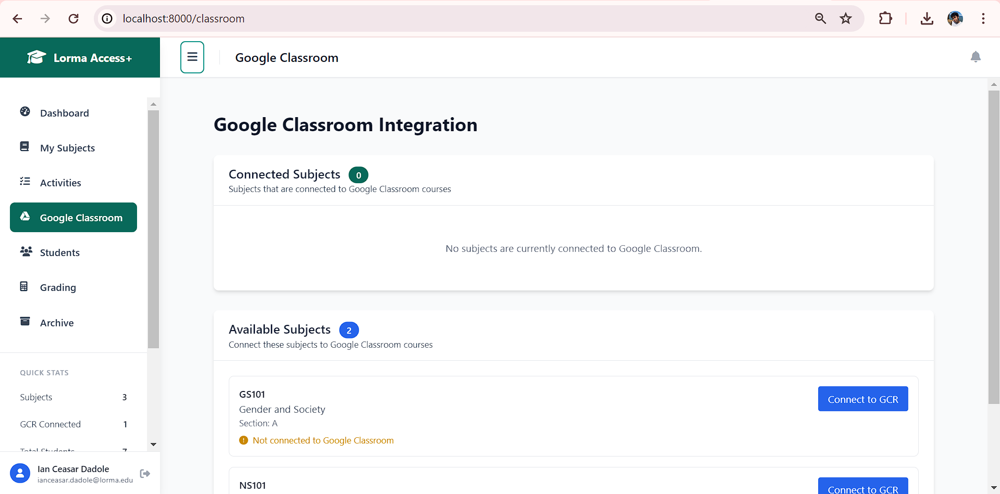 localhost:8000/classroom
Lorma Access+
Google Classroom
Dashboard
My Subjects
Activities
Google Classroom
Students
Grading
Archive
QUICK STATS
Subjects 3
GCR Connected 1
Total Students 7
Ian Ceasar Dadole
ianceasar.dadole@lorma.edu
Google Classroom Integration
Connected Subjects 0
Subjects that are connected to Google Classroom courses
No subjects are currently connected to Google Classroom.
Available Subjects 2
Connect these subjects to Google Classroom courses
GS101
Gender and Society
Section: A
Not connected to Google Classroom
Connect to GCR
NS101
Connect to GCR